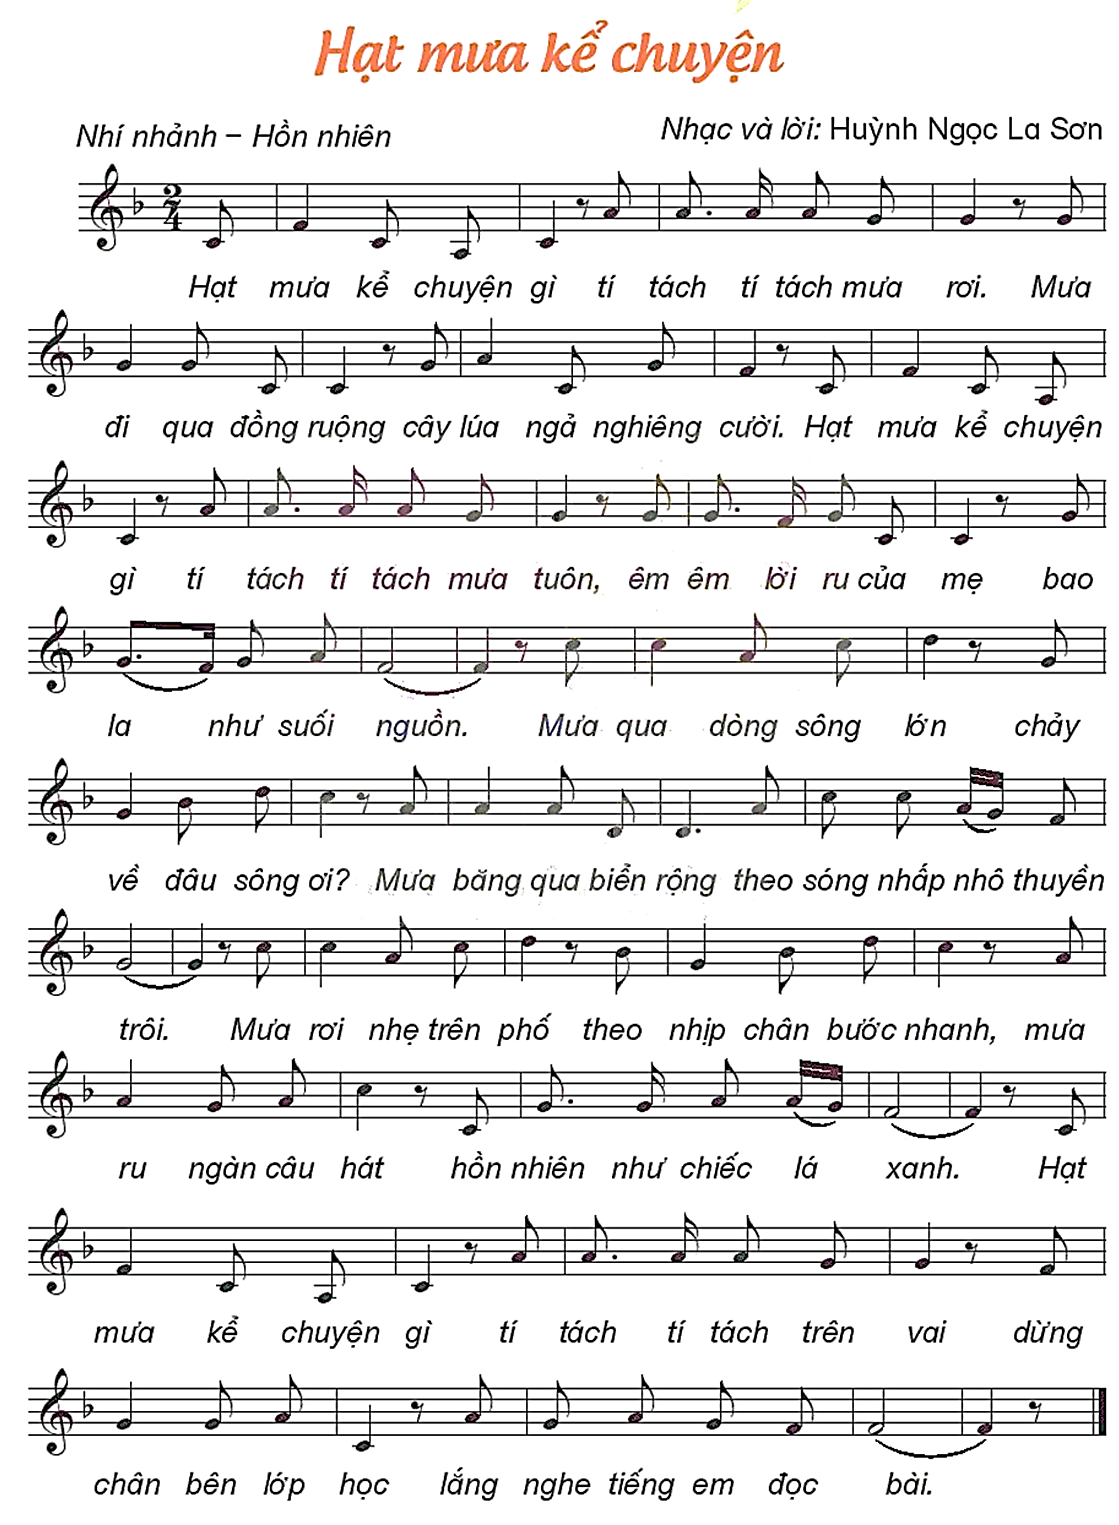 Hạt mưa kể chuyện
Nhí nhảnh – Hồn nhiên
Nhạc và lời: Huỳnh Ngọc La Sơn
2
4
Hạt mưa kể chuyện gì tí tách tí tách mưa rơi. Mưa
đi qua đồng ruộng cây lúa ngả nghiêng cười. Hạt mưa kể chuyện
gì tí tách tí tách mưa tuôn, êm êm lời ru của mẹ bao
la như suối nguồn. Mưa qua dòng sông lớn chảy
về đâu sông ơi? Mưa băng qua biển rộng theo sóng nhấp nhô thuyền
trôi. Mưa rơi nhẹ trên phố theo nhịp chân bước nhanh, mưa
ru ngàn câu hát hồn nhiên như chiếc lá xanh. Hạt
mưa kể chuyện gì tí tách tí tách trên vai dừng
chân bên lớp học lắng nghe tiếng em đọc bài.